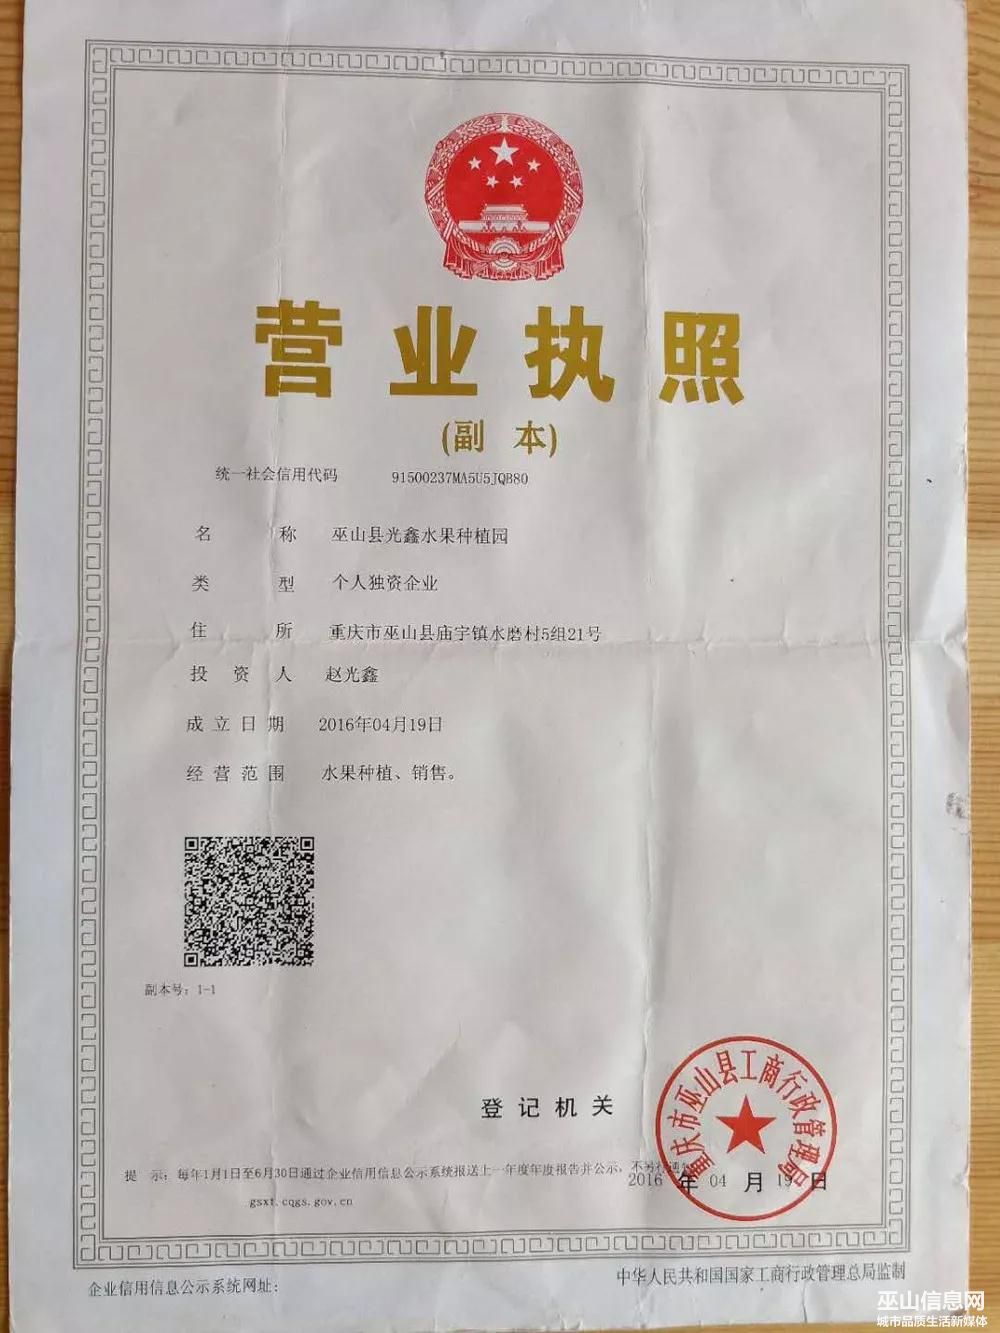 营业执照
(副 本)
统一社会信用代码 91500237MA5U5JQB80
名 称 巫山县光鑫水果种植园
类 型 个人独资企业
住 所 重庆市巫山县庙宇镇水磨村5组21号
投 资 人 赵光鑫
成 立 日 期 2016年04月19日
经 营 范 围 水果种植、销售。
副本号：1-1
登 记 机 关
重庆市巫山县工商行政管理局
提 示：每年1月1日至6月30日通过企业信用信息公示系统报送上一年度年度报告并公示，不另行通知
2016 年 04 月 19 日
gsxt.cqgs.gov.cn
企业信用信息公示系统网址：
中华人民共和国国家工商行政管理总局监制
巫山信息网
城市品质生活新媒体